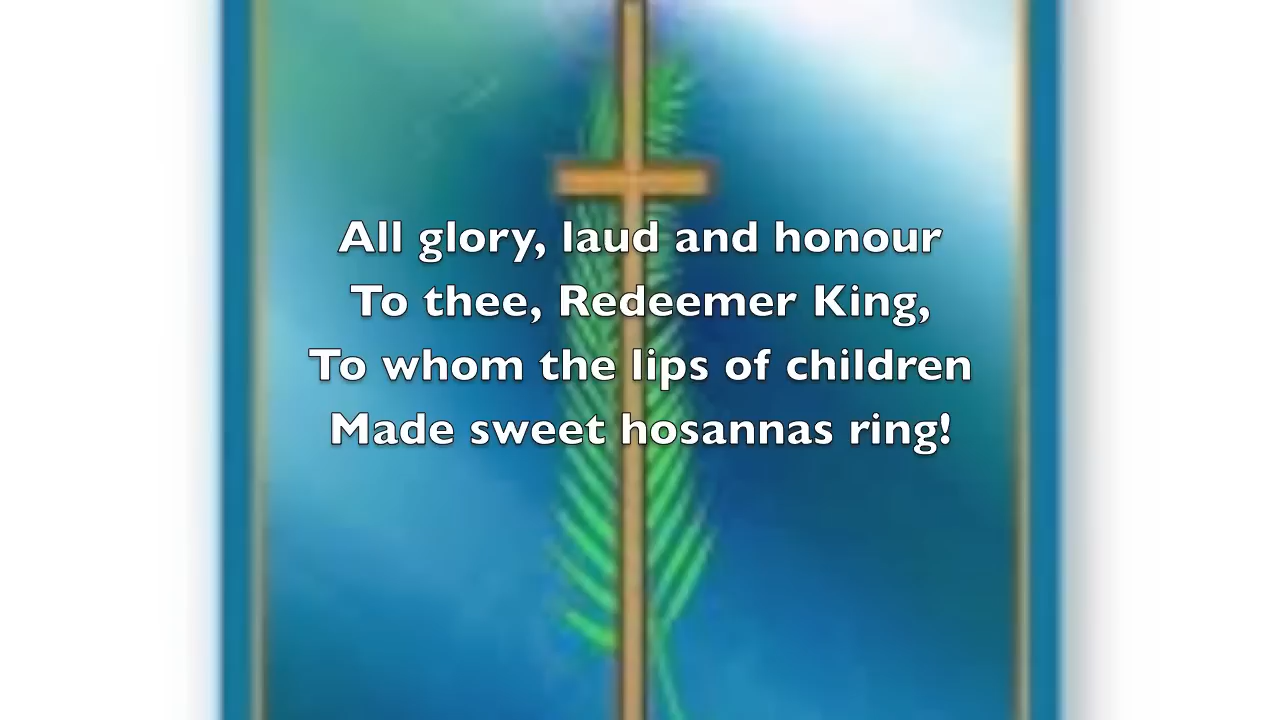 All glory, laud and honour
To thee, Redeemer King,
To whom the lips of children
Made sweet hosannas ring!